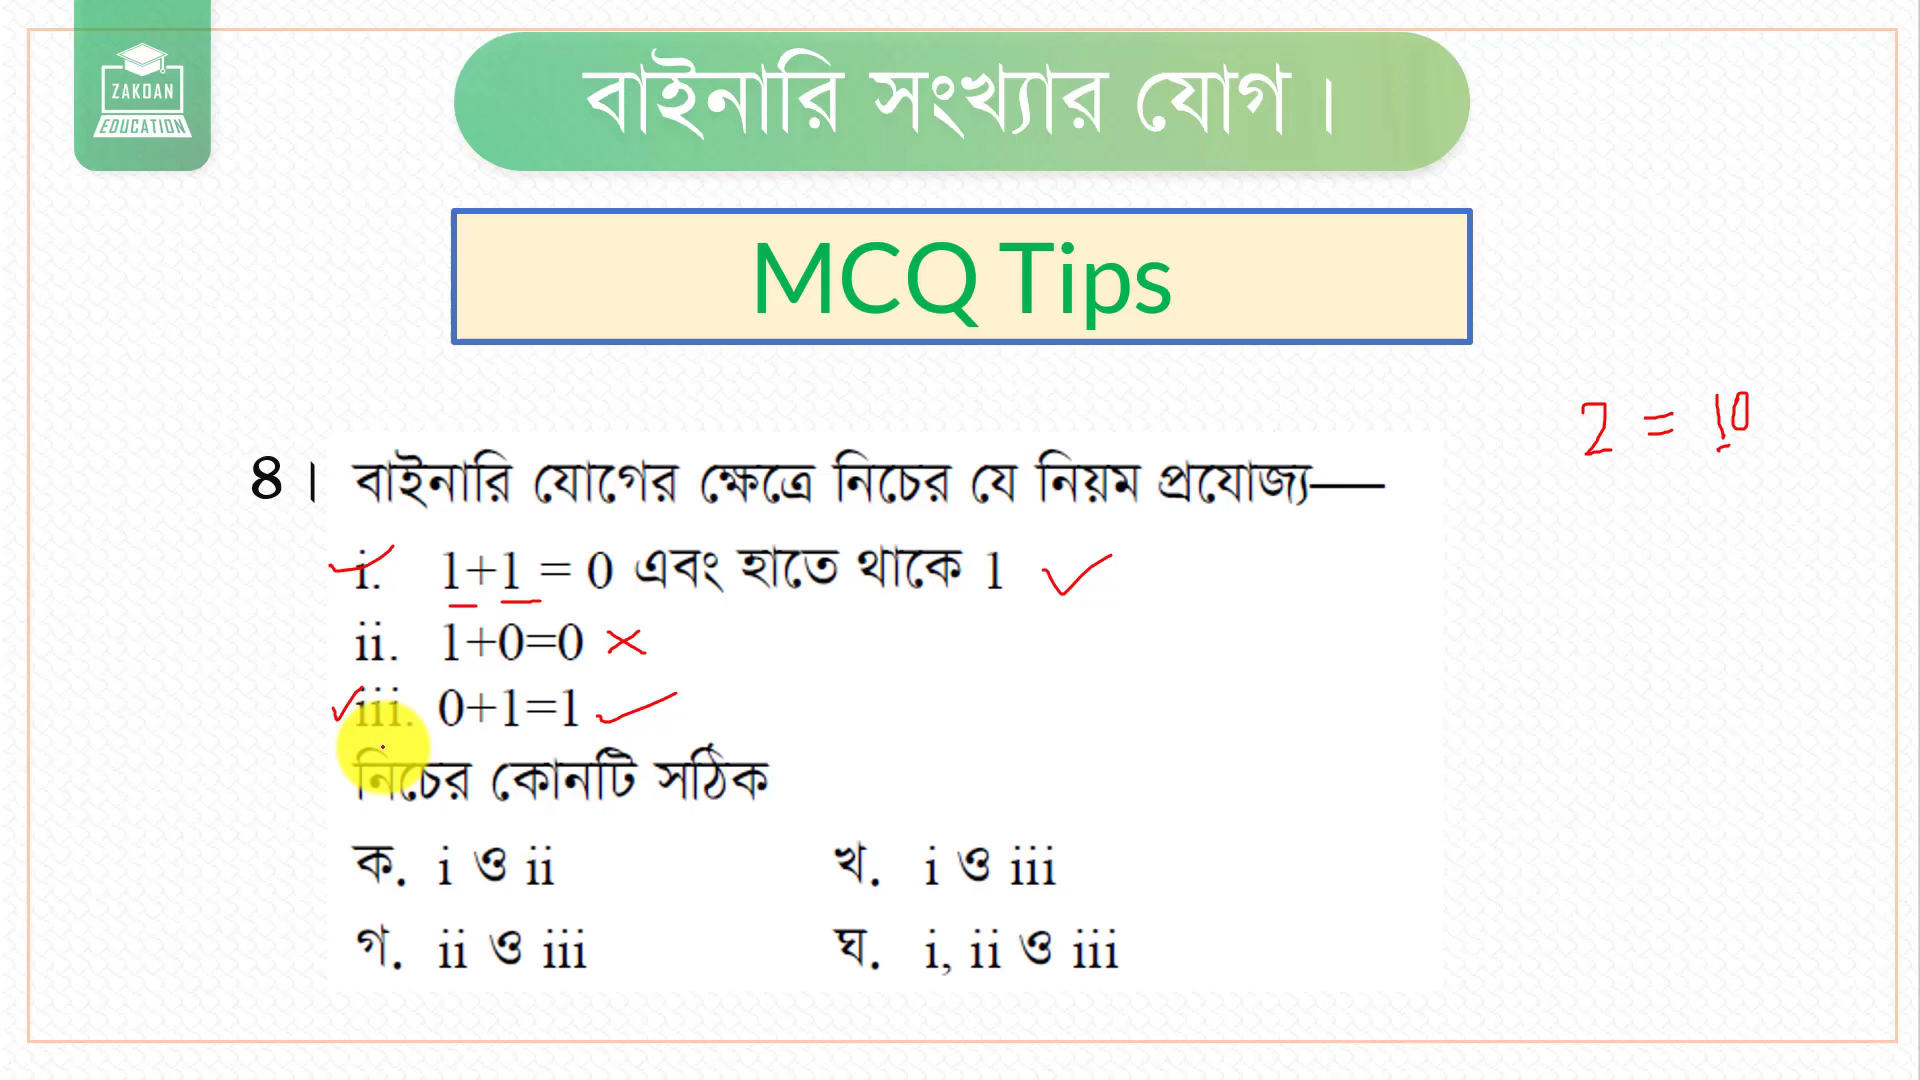 ZAKOAN
EDUCATION
বাইনারি সংখ্যার যোগ।
MCQ Tips
2 = 10
8। বাইনারি যোগের ক্ষেত্রে নিচের যে নিয়ম প্রযোজ্য—
i. 1+1 = 0 এবং হাতে থাকে 1
ii. 1+0=0
iii. 0+1=1
নিচের কোনটি সঠিক
ক. i ও ii খ. i ও iii
গ. ii ও iii ঘ. i, ii ও iii